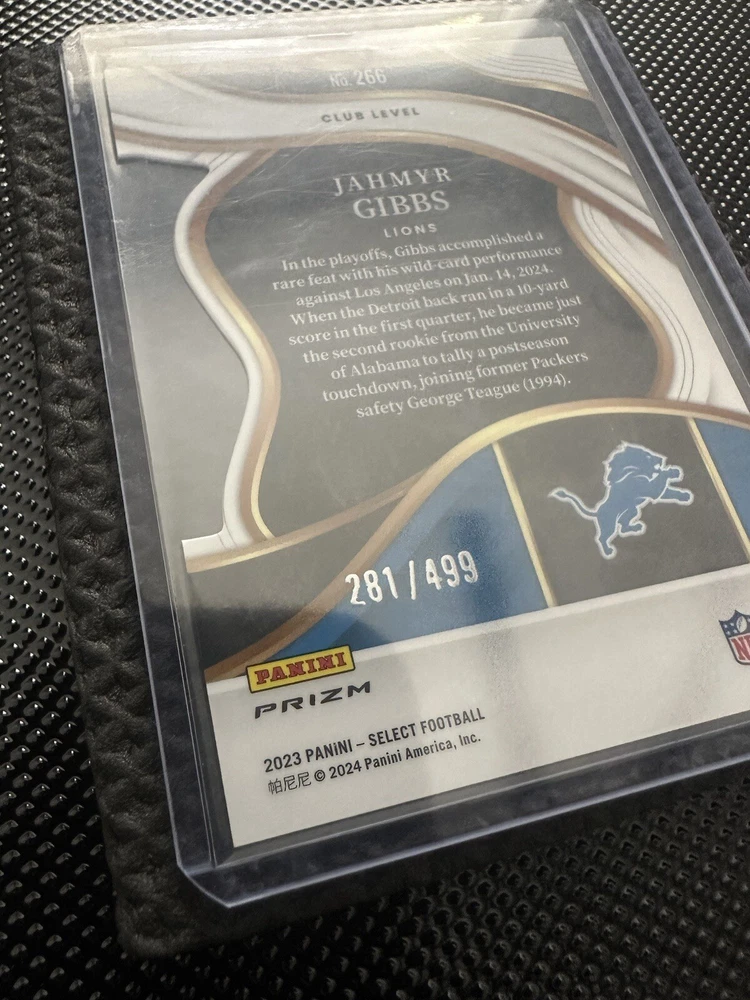 No. 266
CLUB LEVEL
JAHMYR
GIBBS
LIONS
In the playoffs, Gibbs accomplished a
rare feat with his wild-card performance
against Los Angeles on Jan. 14, 2024.
When the Detroit back ran in a 10-yard
score in the first quarter, he became just
the second rookie from the University
of Alabama to tally a postseason
touchdown, joining former Packers
safety George Teague (1994).
281/499
PANINI
PRIZM
2023 PANINI – SELECT FOOTBALL
帕尼尼 © 2024 Panini America, Inc.